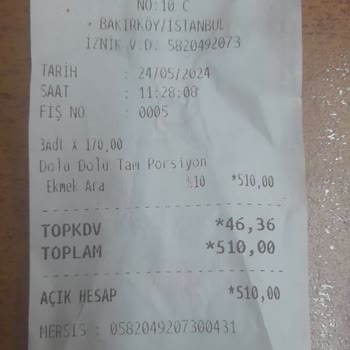 NO:10 C
* BAKIRKÖY/İSTANBUL
İZNİK V.D. 5820492073
TARİH : 24/05/2024
SAAT : 11:28:08
FİŞ NO : 0005
3Adt X 170,00
Dolu Dolu Tam Porsiyon
Ekmek Ara %10 *510,00
TOPKDV *46,36
TOPLAM *510,00
AÇIK HESAP *510,00
MERSİS : 0582049207300431